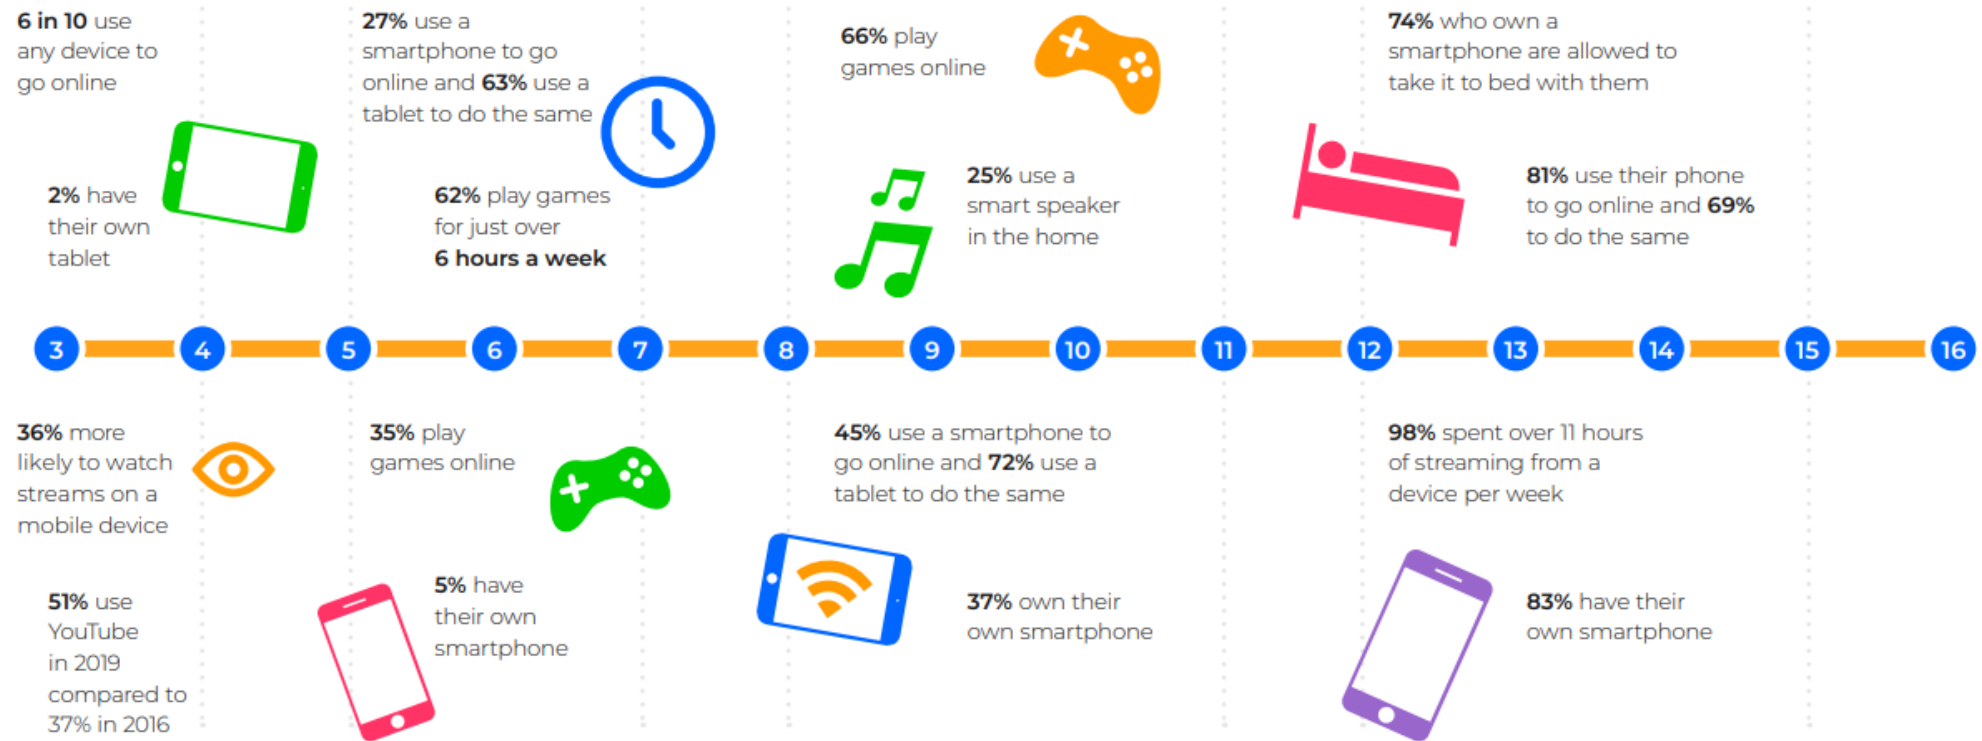 6 in 10 use
any device to
go online
2% have
their own
tablet
27% use a
smartphone to go
online and 63% use a
tablet to do the same
62% play games
for just over
6 hours a week
66% play
games online
25% use a
smart speaker
in the home
74% who own a
smartphone are allowed to
take it to bed with them
81% use their phone
to go online and 69%
to do the same
3 4 5 6 7 8 9 10 11 12 13 14 15 16
36% more
likely to watch
streams on a
mobile device
51% use
YouTube
in 2019
compared to
37% in 2016
35% play
games online
5% have
their own
smartphone
45% use a smartphone to
go online and 72% use a
tablet to do the same
37% own their
own smartphone
98% spent over 11 hours
of streaming from a
device per week
83% have their
own smartphone